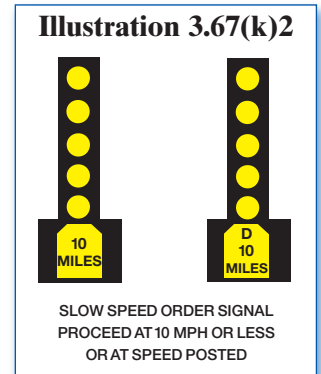 Illustration 3.67(k)2
10
MILES
D
10
MILES
SLOW SPEED ORDER SIGNAL
PROCEED AT 10 MPH OR LESS
OR AT SPEED POSTED